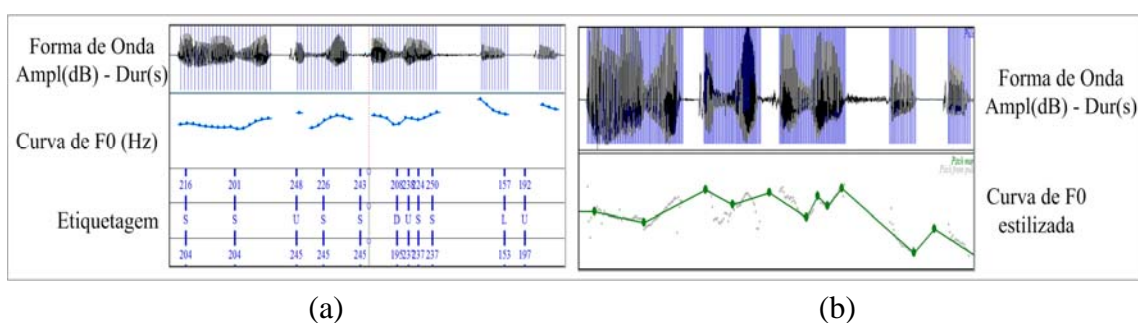 Forma de Onda
Ampl(dB) - Dur(s)
Curva de F0 (Hz)
Etiquetagem
216 201 248 226 243 208 238 224 250 157 192
S S U S S D U S S L U
204 204 245 245 245 195 237 237 237 153 197
(a)
Forma de Onda
Ampl(dB) - Dur(s)
Curva de F0
estilizada
(b)